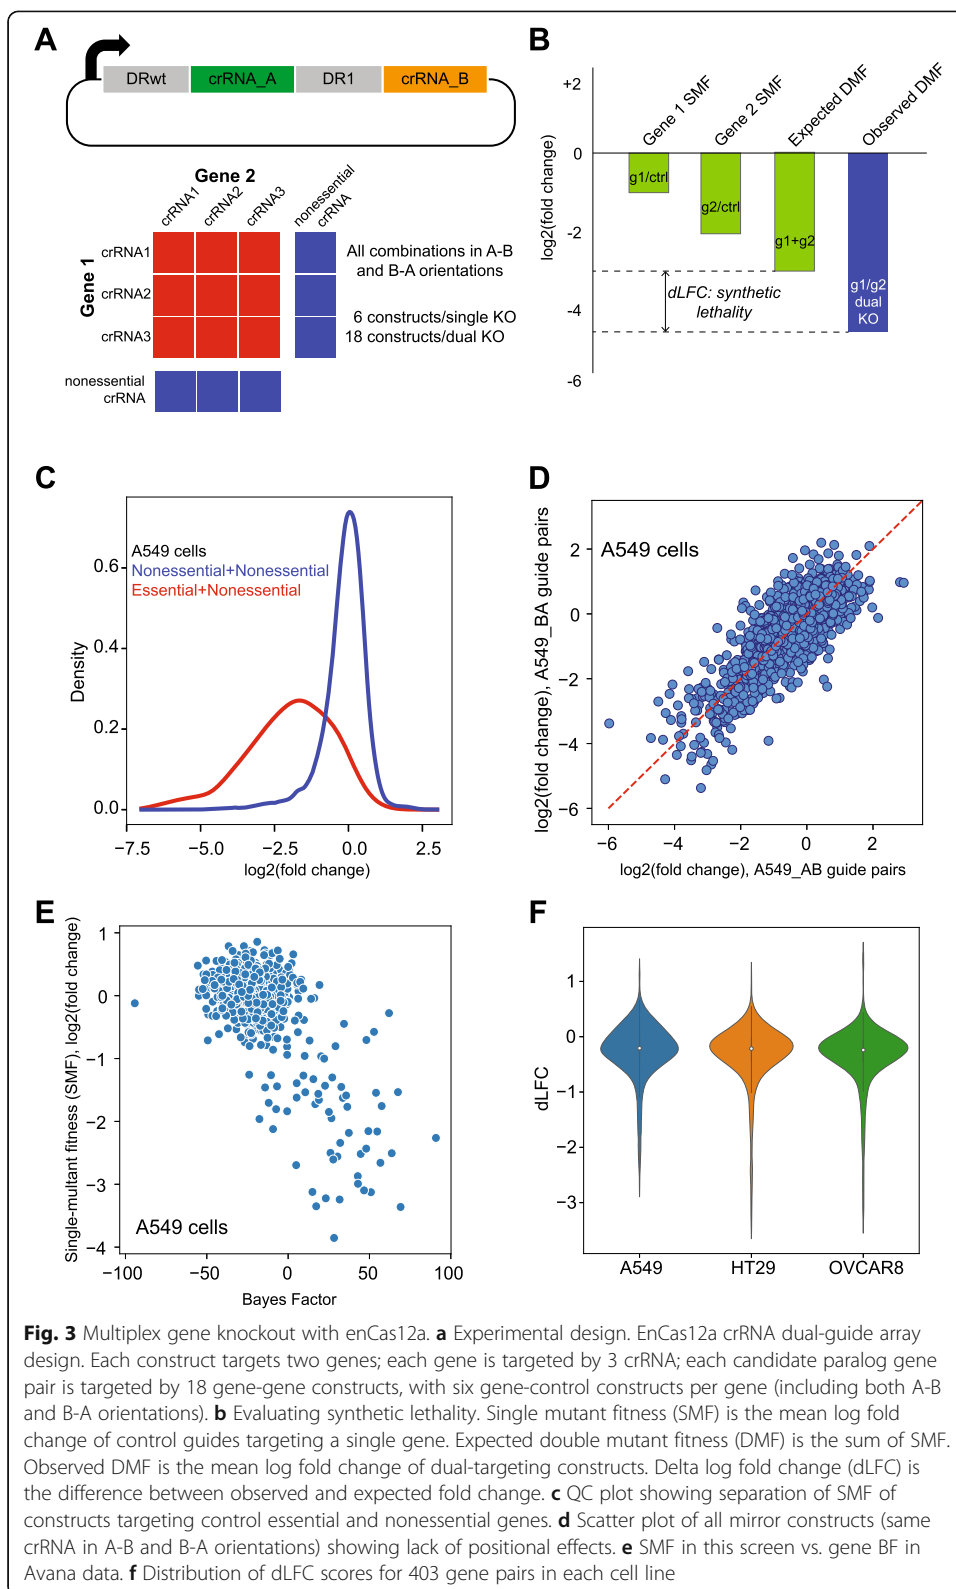 A
DRwt crRNA_A DR1 crRNA_B
Gene 2
crRNA1 crRNA2 crRNA3 nonessential crRNA
Gene 1
crRNA1
crRNA2
crRNA3
nonessential
crRNA
All combinations in A-B
and B-A orientations
6 constructs/single KO
18 constructs/dual KO
B
Gene 1 SMF Gene 2 SMF Expected DMF Observed DMF
log2(fold change)
+2
0
-2
-4
-6
g1/ctrl
g2/ctrl
g1+g2
g1/g2
dual
KO
dLFC: synthetic
lethality
C
A549 cells
Nonessential+Nonessential
Essential+Nonessential
Density
0.6
0.4
0.2
0.0
−7.5 −5.0 −2.5 0.0 2.5
log2(fold change)
D
A549 cells
log2(fold change), A549_BA guide pairs
2
0
−2
−4
−6
−6 −4 −2 0 2
log2(fold change), A549_AB guide pairs
E
Single-multant fitness (SMF), log2(fold change)
1
0
−1
−2
−3
−4
A549 cells
−100 −50 0 50 100
Bayes Factor
F
dLFC
1
0
−1
−2
−3
A549 HT29 OVCAR8
Fig. 3 Multiplex gene knockout with enCas12a. a Experimental design. EnCas12a crRNA dual-guide array
design. Each construct targets two genes; each gene is targeted by 3 crRNA; each candidate paralog gene
pair is targeted by 18 gene-gene constructs, with six gene-control constructs per gene (including both A-B
and B-A orientations). b Evaluating synthetic lethality. Single mutant fitness (SMF) is the mean log fold
change of control guides targeting a single gene. Expected double mutant fitness (DMF) is the sum of SMF.
Observed DMF is the mean log fold change of dual-targeting constructs. Delta log fold change (dLFC) is
the difference between observed and expected fold change. c QC plot showing separation of SMF of
constructs targeting control essential and nonessential genes. d Scatter plot of all mirror constructs (same
crRNA in A-B and B-A orientations) showing lack of positional effects. e SMF in this screen vs. gene BF in
Avana data. f Distribution of dLFC scores for 403 gene pairs in each cell line